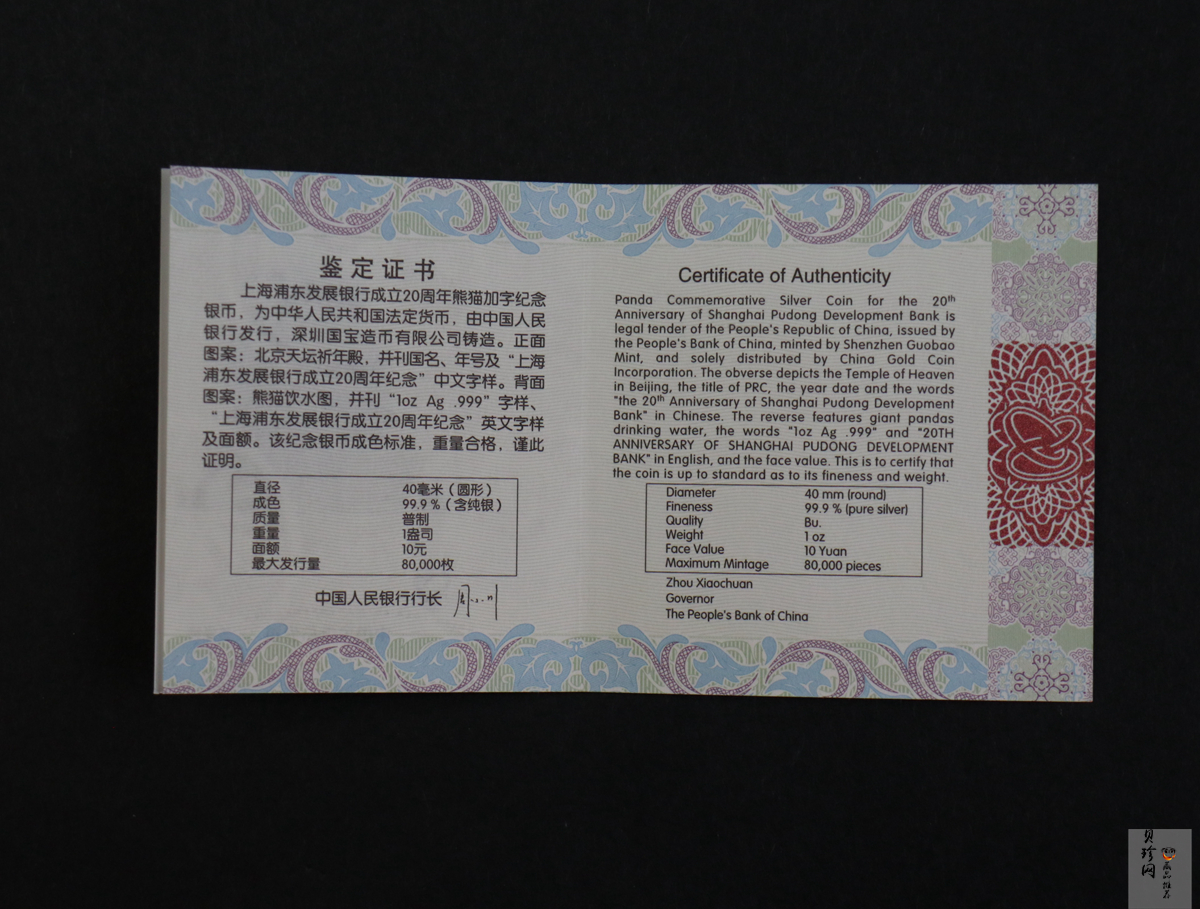 鉴定证书
上海浦东发展银行成立20周年熊猫加字纪念
银币，为中华人民共和国法定货币，由中国人民
银行发行，深圳国宝造币有限公司铸造。正面
图案：北京天坛祈年殿，并刊国名、年号及“上海
浦东发展银行成立20周年纪念”中文字样。背面
图案：熊猫饮水图，并刊“1oz Ag .999”字样、
“上海浦东发展银行成立20周年纪念”英文字样
及面额。该纪念银币成色标准，重量合格，谨此
证明。
直径 40毫米（圆形）
成色 99.9％（含纯银）
质量 普制
重量 1盎司
面额 10元
最大发行量 80,000枚
中国人民银行行长
Certificate of Authenticity
Panda Commemorative Silver Coin for the 20th
Anniversary of Shanghai Pudong Development Bank is
legal tender of the People's Republic of China, issued by
the People's Bank of China, minted by Shenzhen Guobao
Mint, and solely distributed by China Gold Coin
Incorporation. The obverse depicts the Temple of Heaven
in Beijing, the title of PRC, the year date and the words
"the 20th Anniversary of Shanghai Pudong Development
Bank" in Chinese. The reverse features giant pandas
drinking water, the words "1oz Ag .999" and "20TH
ANNIVERSARY OF SHANGHAI PUDONG DEVELOPMENT
BANK" in English, and the face value. This is to certify that
the coin is up to standard as to its fineness and weight.
Diameter 40 mm (round)
Fineness 99.9 % (pure silver)
Quality Bu.
Weight 1 oz
Face Value 10 Yuan
Maximum Mintage 80,000 pieces
Zhou Xiaochuan
Governor
The People's Bank of China
贝珍网
藏品推荐